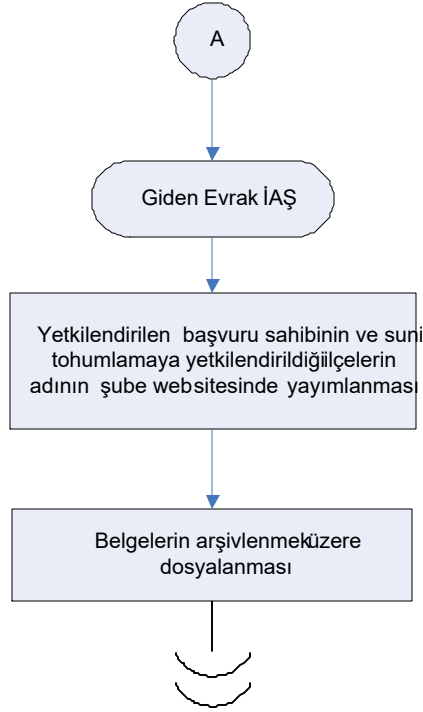 A
Giden Evrak İAŞ
Yetkilendirilen başvuru sahibinin ve suni
tohumlamaya yetkilendirildiğiilçelerin
adının şube websitesinde yayımlanması
Belgelerin arşivlenmeküzere
dosyalanması